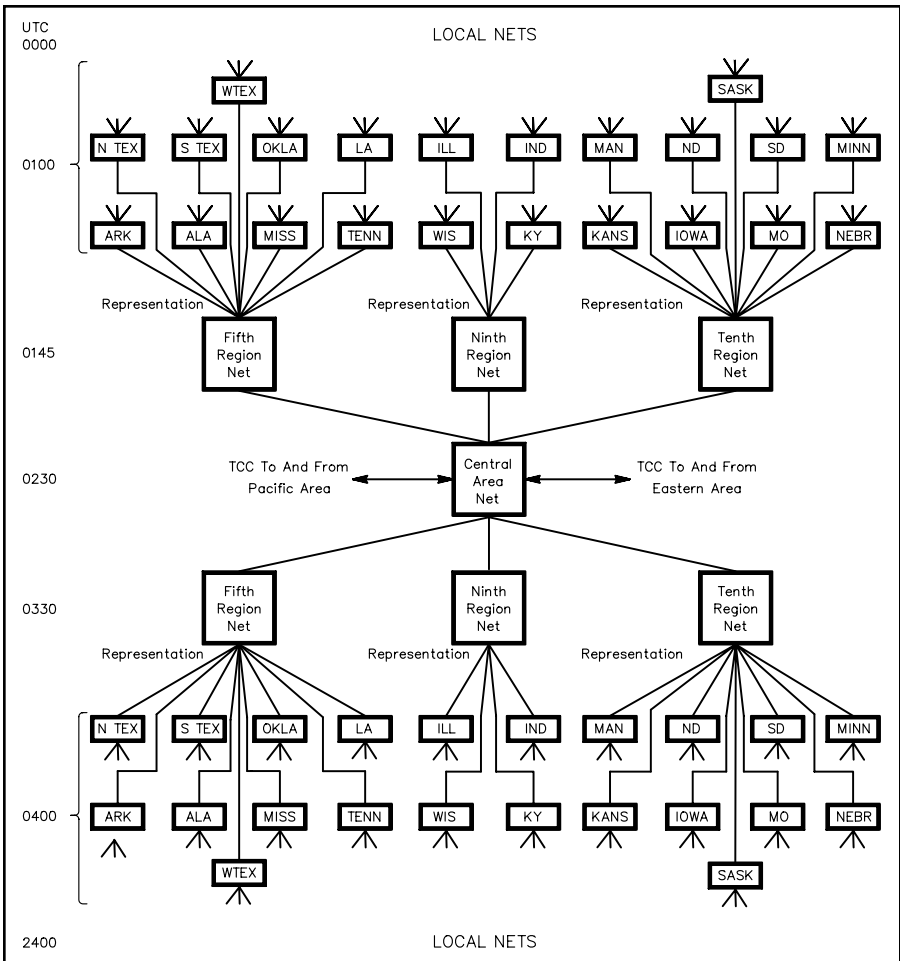 UTC
0000
LOCAL NETS
WTEX
SASK
N TEX
S TEX
OKLA
LA
ILL
IND
MAN
ND
SD
MINN
0100
ARK
ALA
MISS
TENN
WIS
KY
KANS
IOWA
MO
NEBR
Representation
Representation
Representation
0145
Fifth
Region
Net
Ninth
Region
Net
Tenth
Region
Net
0230
TCC To And From
Pacific Area
Central
Area
Net
TCC To And From
Eastern Area
0330
Fifth
Region
Net
Ninth
Region
Net
Tenth
Region
Net
Representation
Representation
Representation
N TEX
S TEX
OKLA
LA
ILL
IND
MAN
ND
SD
MINN
0400
ARK
ALA
MISS
TENN
WIS
KY
KANS
IOWA
MO
NEBR
WTEX
SASK
2400
LOCAL NETS